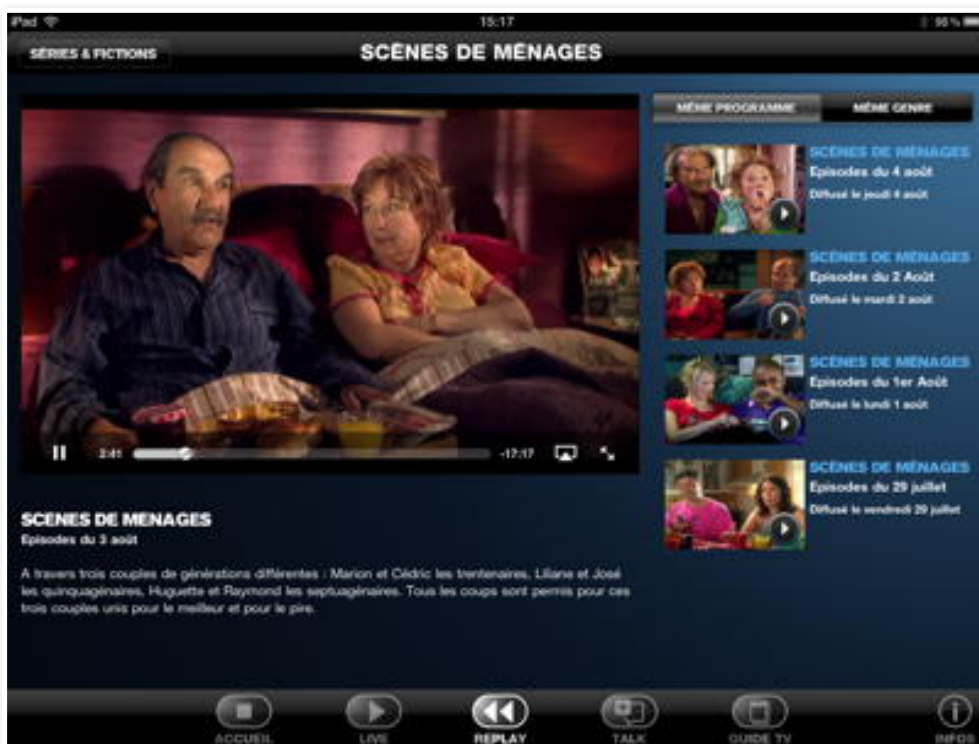 iPad 15:17 95 %
SÉRIES & FICTIONS
SCÈNES DE MÉNAGES
MÊME PROGRAMME MÊME GENRE
SCÈNES DE MÉNAGES
Episodes du 4 août
Diffusé le jeudi 4 août
SCÈNES DE MÉNAGES
Episodes du 2 Août
Diffusé le mardi 2 août
SCÈNES DE MÉNAGES
Episodes du 1er Août
Diffusé le lundi 1 août
SCÈNES DE MÉNAGES
Episodes du 29 juillet
Diffusé le vendredi 29 juillet
2:41 -17:17
SCENES DE MENAGES
Episodes du 3 août
A travers trois couples de générations différentes : Marion et Cédric les trentenaires, Liliane et José
les quinquagénaires, Huguette et Raymond les septuagénaires. Tous les coups sont permis pour ces
trois couples unis pour le meilleur et pour le pire.
ACCUEIL LIVE REPLAY TALK GUIDE TV INFOS